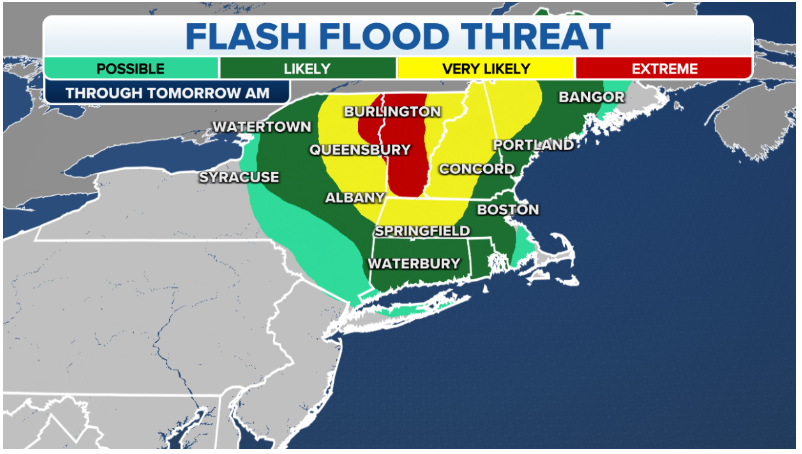 FLASH FLOOD THREAT
POSSIBLE LIKELY VERY LIKELY EXTREME
THROUGH TOMORROW AM
BANGOR
BURLINGTON
WATERTOWN
PORTLAND
QUEENSBURY
CONCORD
SYRACUSE
ALBANY
BOSTON
SPRINGFIELD
WATERBURY